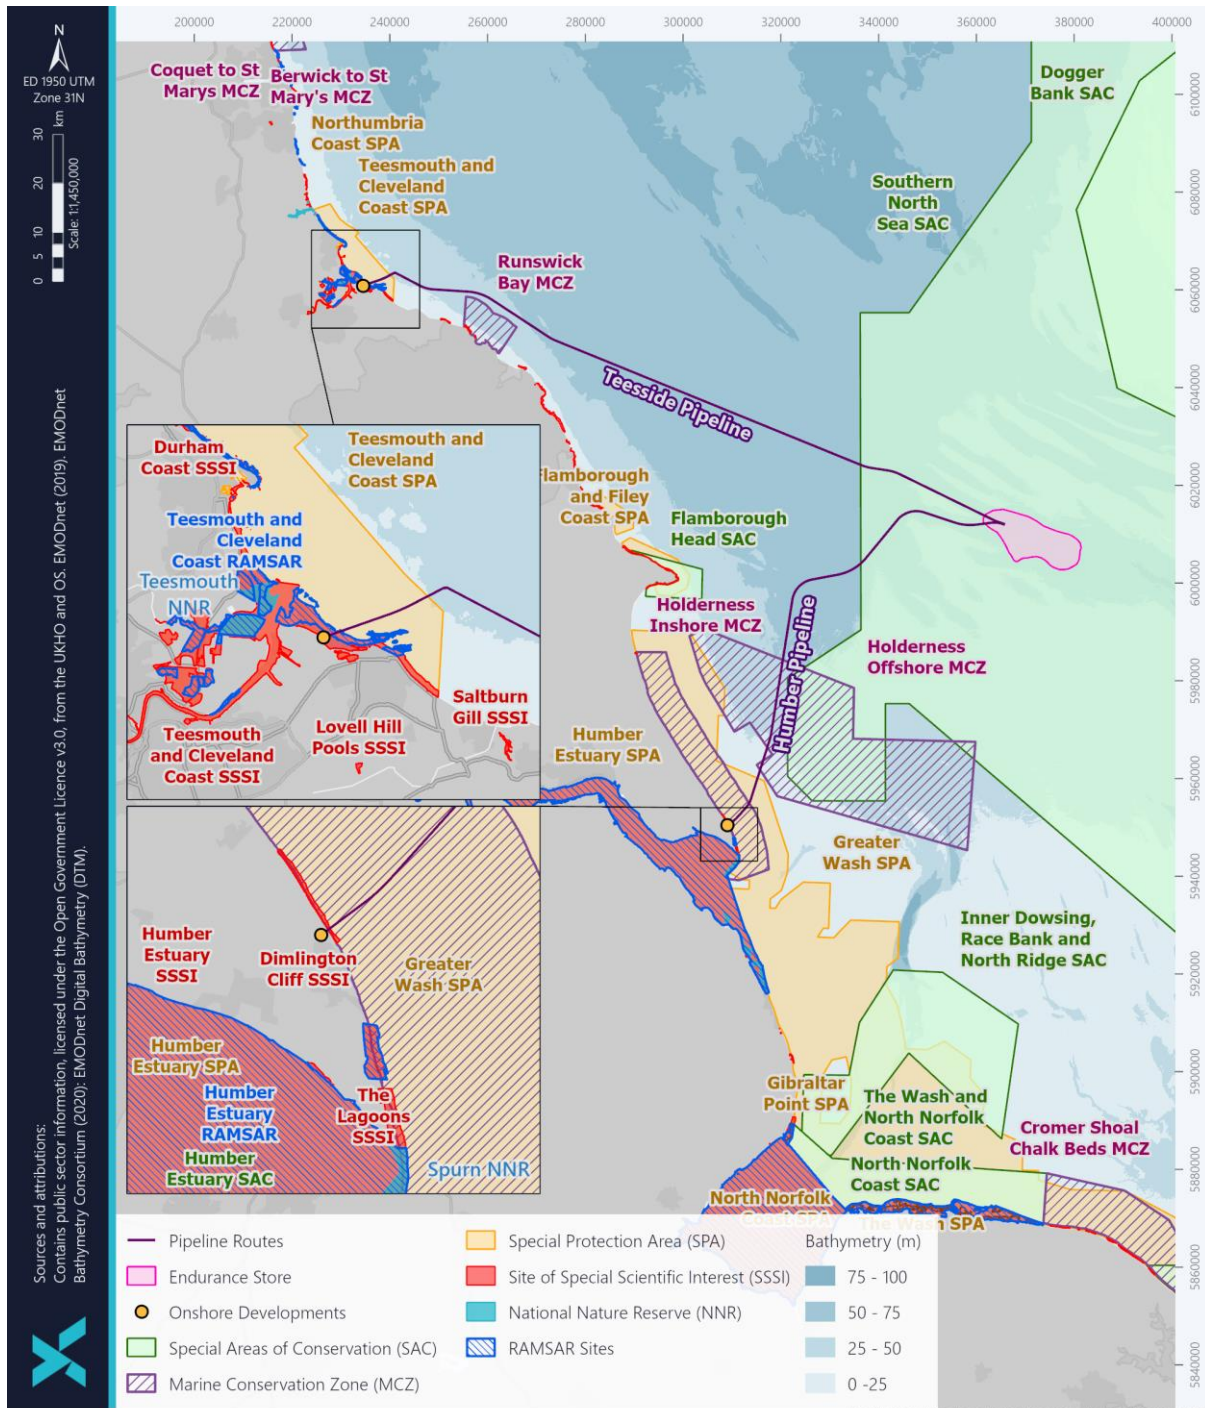 200000 220000 240000 260000 280000 300000 320000 340000 360000 380000 400000
N
ED 1950 UTM
Zone 31N
0 5 10 20 30 km
Scale: 1:1,450,000
Sources and attributions:
Contains public sector information, licensed under the Open Government Licence v3.0, from the UKHO and OS. EMODnet (2019). EMODnet
Bathymetry Consortium (2020): EMODnet Digital Bathymetry (DTM).
6100000
6080000
6060000
6040000
6020000
6000000
5980000
5960000
5940000
5920000
5900000
5880000
5860000
5840000
Coquet to St
Marys MCZ
Berwick to St
Mary's MCZ
Northumbria
Coast SPA
Teesmouth and
Cleveland
Coast SPA
Dogger
Bank SAC
Southern
North
Sea SAC
Runswick
Bay MCZ
Teesside Pipeline
Flamborough
and Filey
Coast SPA
Flamborough
Head SAC
Holderness
Inshore MCZ
Humber Pipeline
Holderness
Offshore MCZ
Humber
Estuary SPA
Greater
Wash SPA
Inner Dowsing,
Race Bank and
North Ridge SAC
Gibraltar
Point SPA
The Wash and
North Norfolk
Coast SAC
Cromer Shoal
Chalk Beds MCZ
North Norfolk
Coast SAC
North Norfolk
Coast SPA
The Wash SPA
Durham
Coast SSSI
Teesmouth and
Cleveland
Coast SPA
Teesmouth and
Cleveland
Coast RAMSAR
Teesmouth
NNR
Teesmouth
and Cleveland
Coast SSSI
Lovell Hill
Pools SSSI
Saltburn
Gill SSSI
Humber
Estuary
SSSI
Dimlington
Cliff SSSI
Greater
Wash SPA
Humber
Estuary SPA
Humber
Estuary
RAMSAR
Humber
Estuary SAC
The
Lagoons
SSSI
Spurn NNR
Pipeline Routes
Endurance Store
Onshore Developments
Special Areas of Conservation (SAC)
Marine Conservation Zone (MCZ)
Special Protection Area (SPA)
Site of Special Scientific Interest (SSSI)
National Nature Reserve (NNR)
RAMSAR Sites
Bathymetry (m)
75 - 100
50 - 75
25 - 50
0 -25